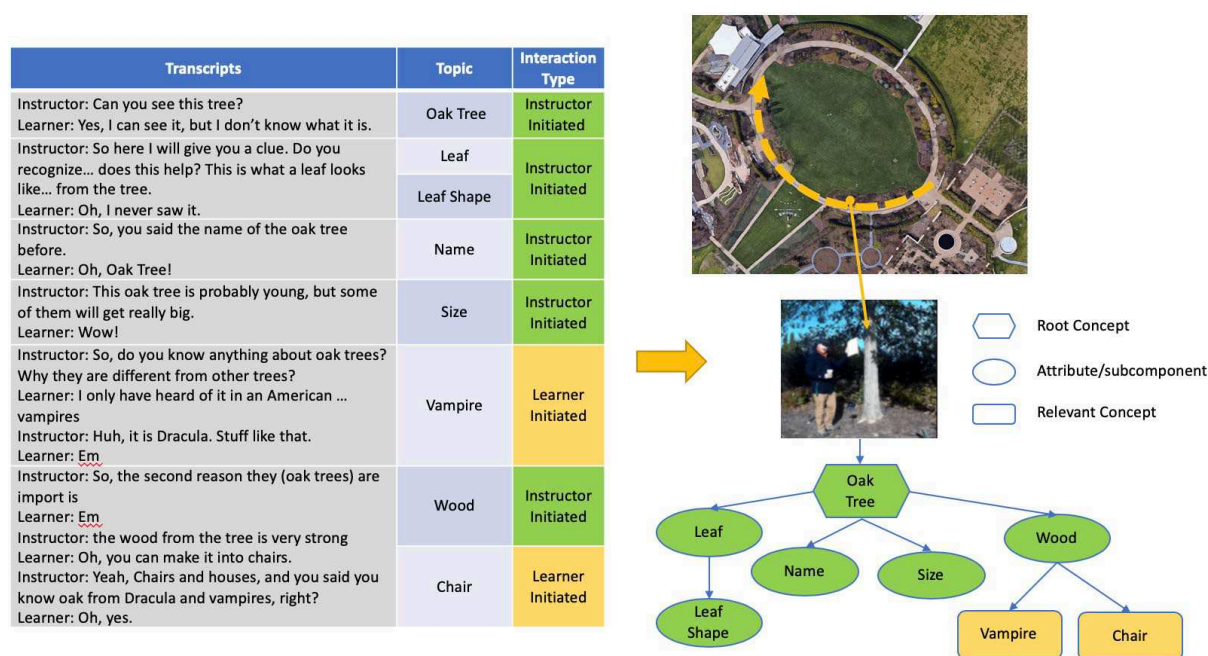 Transcripts
Topic
Interaction
Type
Instructor: Can you see this tree?
Learner: Yes, I can see it, but I don't know what it is.
Oak Tree
Instructor
Initiated
Instructor: So here I will give you a clue. Do you
recognize… does this help? This is what a leaf looks
like… from the tree.
Learner: Oh, I never saw it.
Leaf
Leaf Shape
Instructor
Initiated
Instructor: So, you said the name of the oak tree
before.
Learner: Oh, Oak Tree!
Name
Instructor
Initiated
Instructor: This oak tree is probably young, but some
of them will get really big.
Learner: Wow!
Size
Instructor
Initiated
Instructor: So, do you know anything about oak trees?
Why they are different from other trees?
Learner: I only have heard of it in an American …
vampires
Instructor: Huh, it is Dracula. Stuff like that.
Learner: Em
Vampire
Learner
Initiated
Instructor: So, the second reason they (oak trees) are
import is
Learner: Em
Instructor: the wood from the tree is very strong
Learner: Oh, you can make it into chairs.
Instructor: Yeah, Chairs and houses, and you said you
know oak from Dracula and vampires, right?
Learner: Oh, yes.
Wood
Instructor
Initiated
Chair
Learner
Initiated
Root Concept
Attribute/subcomponent
Relevant Concept
Oak
Tree
Leaf
Wood
Name
Size
Leaf
Shape
Vampire
Chair